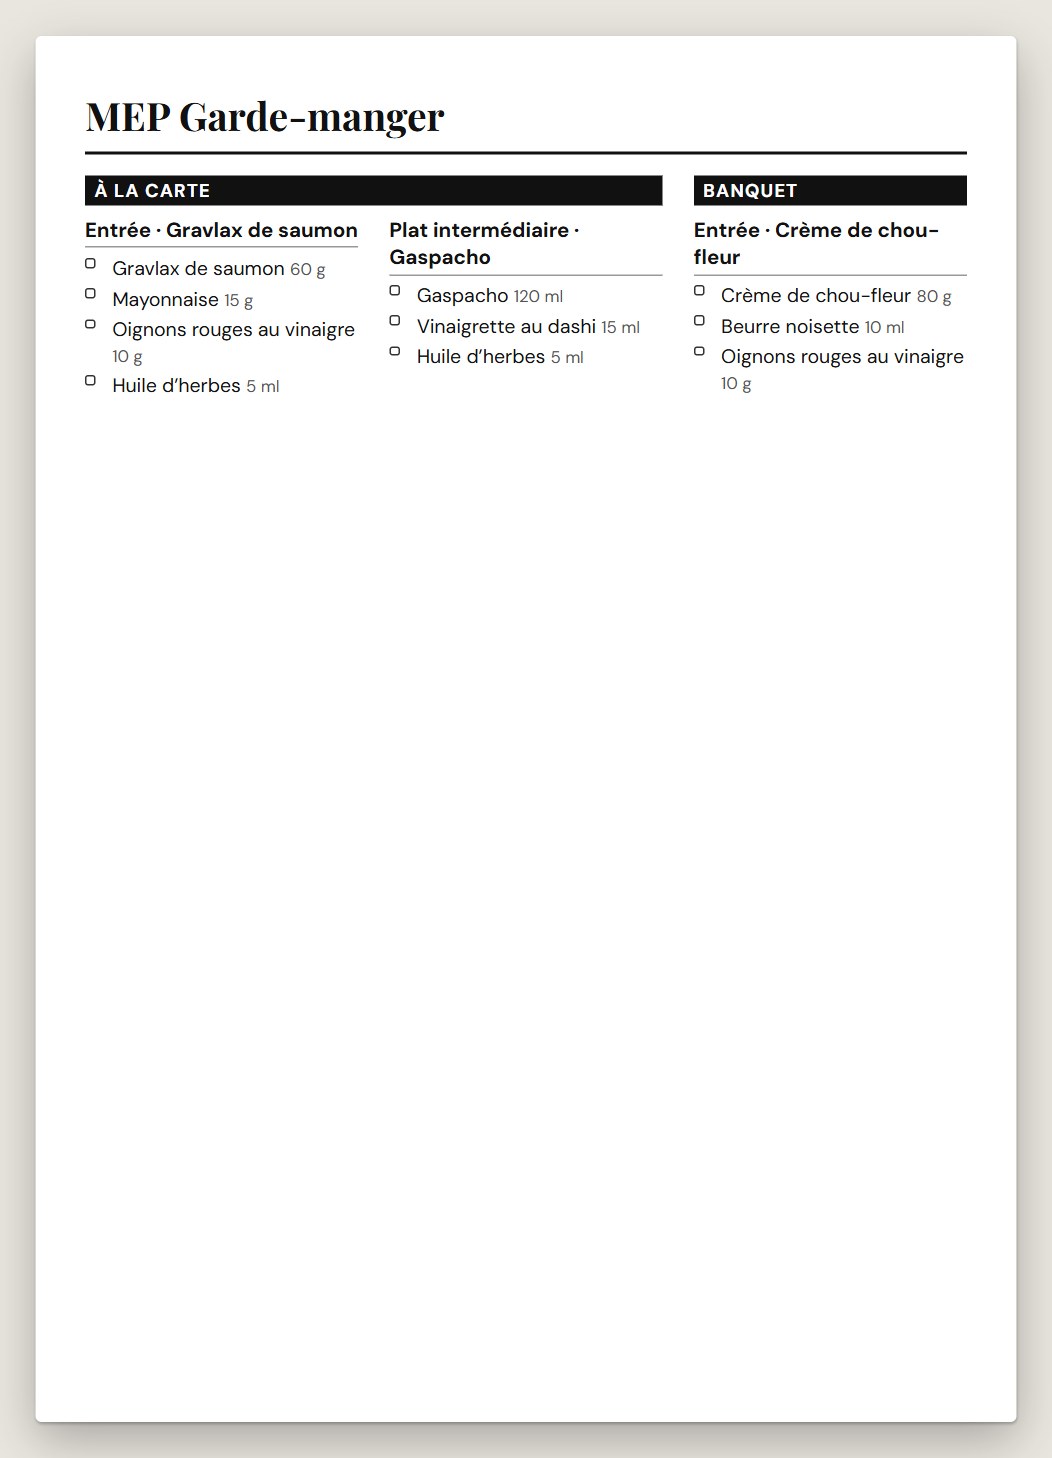 MEP Garde-manger
À LA CARTE
Entrée · Gravlax de saumon
Gravlax de saumon 60 g
Mayonnaise 15 g
Oignons rouges au vinaigre
10 g
Huile d’herbes 5 ml
Plat intermédiaire ·
Gaspacho
Gaspacho 120 ml
Vinaigrette au dashi 15 ml
Huile d’herbes 5 ml
BANQUET
Entrée · Crème de chou-
fleur
Crème de chou-fleur 80 g
Beurre noisette 10 ml
Oignons rouges au vinaigre
10 g